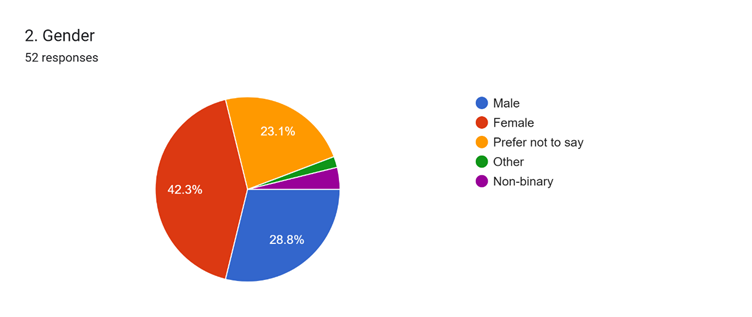 2. Gender
52 responses
23.1%
42.3%
28.8%
Male
Female
Prefer not to say
Other
Non-binary